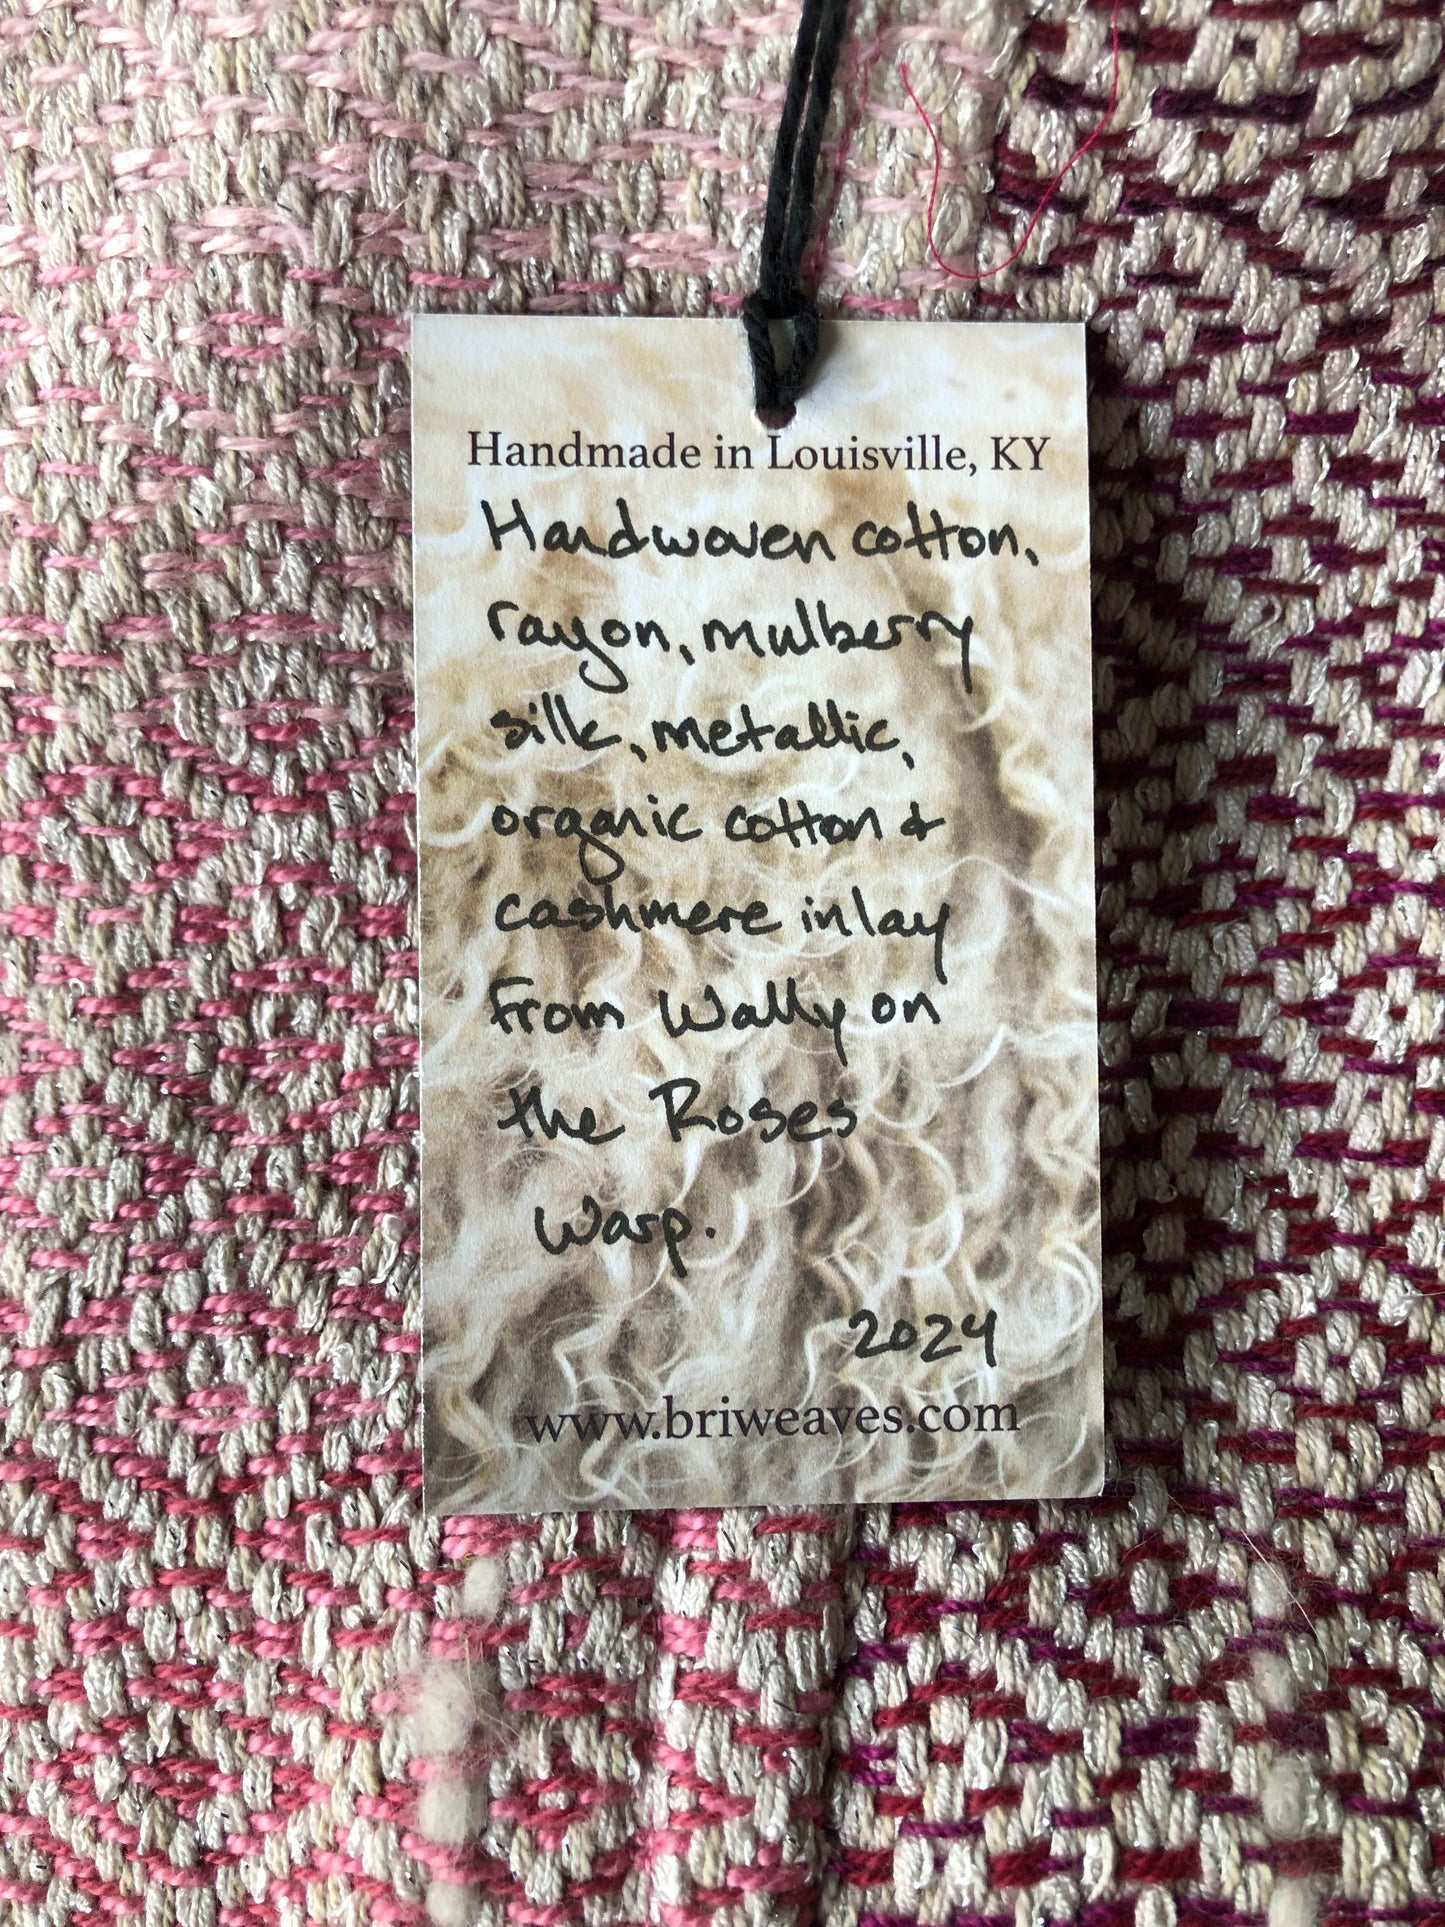 Handmade in Louisville, KY
Handwoven cotton,
rayon, mulberry
silk, metallic,
organic cotton &
cashmere inlay
from Wally on
the Roses
Warp.
2024
www.briweaves.com